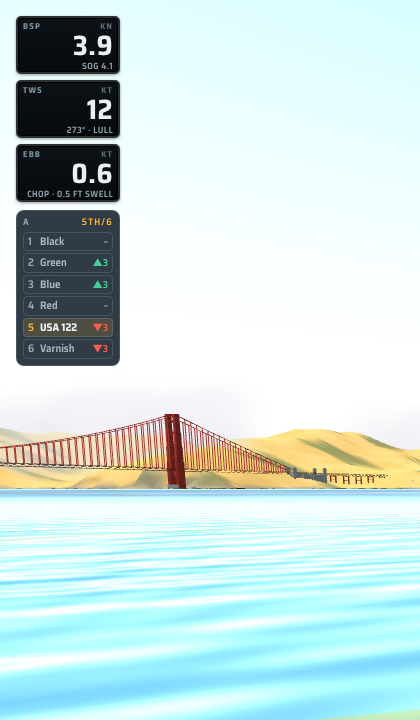 BSP KN
3.9
SOG 4.1
TWS KT
12
273° · LULL
EBB KT
0.6
CHOP · 0.5 FT SWELL
A 5TH/6
1 Black –
2 Green ▲3
3 Blue ▲3
4 Red –
5 USA 122 ▼3
6 Varnish ▼3